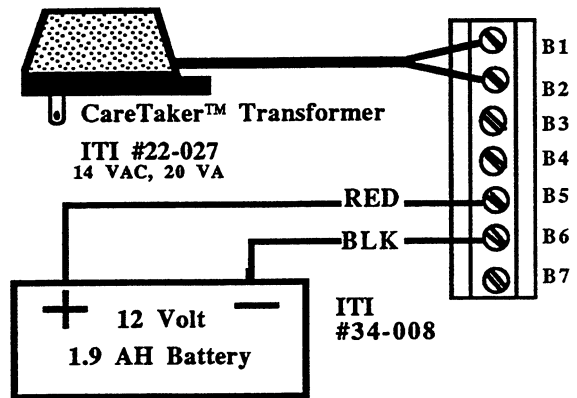 B1
B2
B3
B4
B5
B6
B7
CareTaker™ Transformer
ITI #22-027
14 VAC, 20 VA
RED
BLK
+ −
12 Volt
1.9 AH Battery
ITI
#34-008